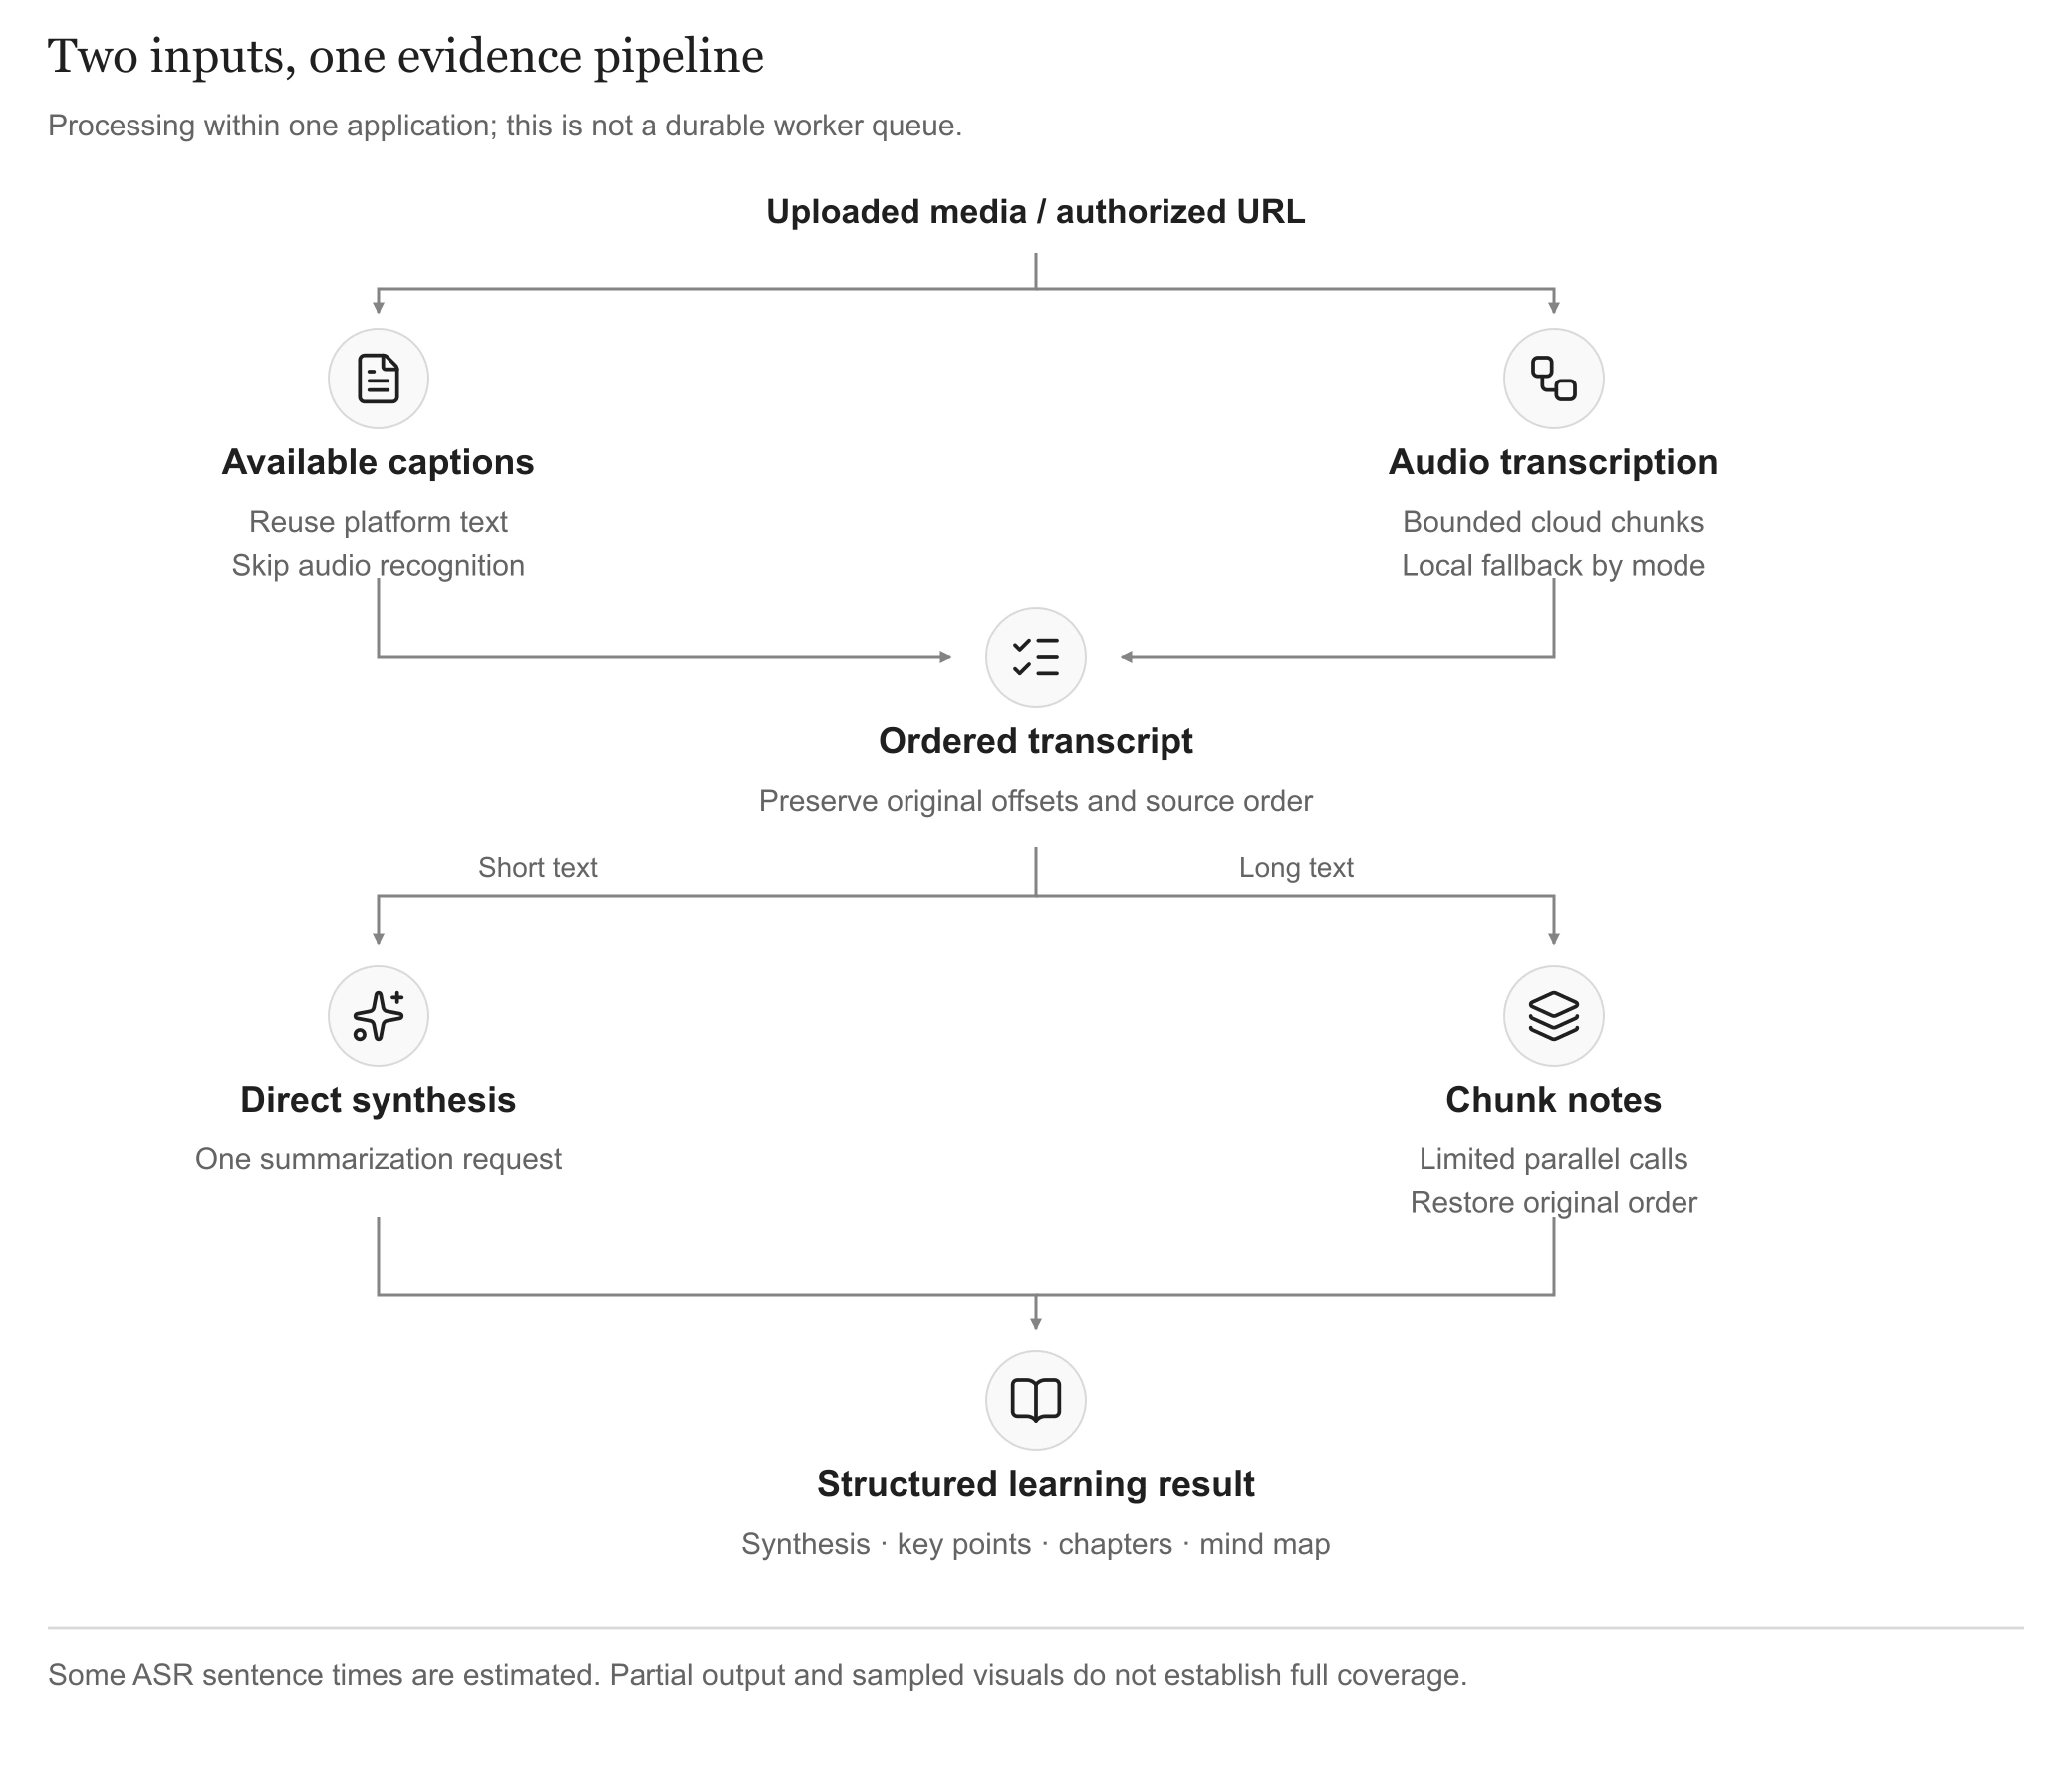 Two inputs, one evidence pipeline
Processing within one application; this is not a durable worker queue.
Uploaded media / authorized URL
Available captions
Reuse platform text
Skip audio recognition
Audio transcription
Bounded cloud chunks
Local fallback by mode
Ordered transcript
Preserve original offsets and source order
Short text
Long text
Direct synthesis
One summarization request
Chunk notes
Limited parallel calls
Restore original order
Structured learning result
Synthesis · key points · chapters · mind map
Some ASR sentence times are estimated. Partial output and sampled visuals do not establish full coverage.